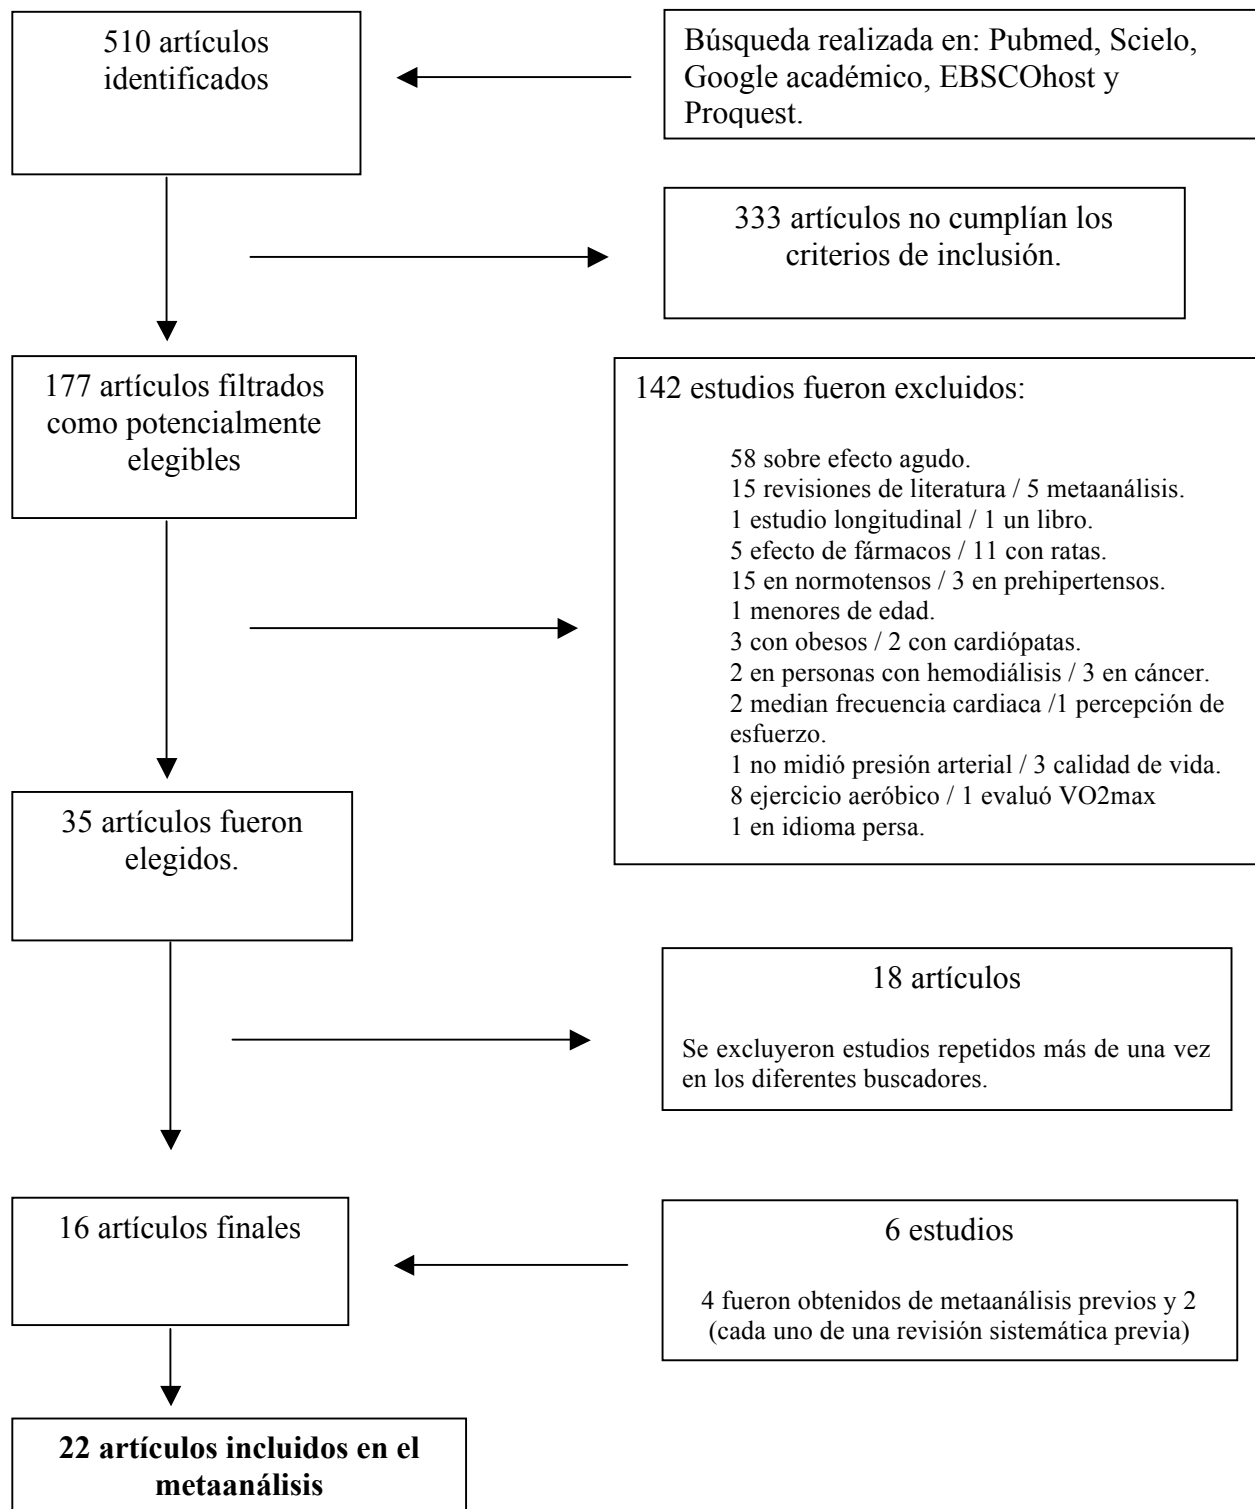 510 artículos
identificados
Búsqueda realizada en: Pubmed, Scielo,
Google académico, EBSCOhost y
Proquest.
333 artículos no cumplían los
criterios de inclusión.
177 artículos filtrados
como potencialmente
elegibles
142 estudios fueron excluidos:
58 sobre efecto agudo.
15 revisiones de literatura / 5 metaanálisis.
1 estudio longitudinal / 1 un libro.
5 efecto de fármacos / 11 con ratas.
15 en normotensos / 3 en prehipertensos.
1 menores de edad.
3 con obesos / 2 con cardiópatas.
2 en personas con hemodiálisis / 3 en cáncer.
2 median frecuencia cardiaca /1 percepción de
esfuerzo.
1 no midió presión arterial / 3 calidad de vida.
8 ejercicio aeróbico / 1 evaluó VO2max
1 en idioma persa.
35 artículos fueron
elegidos.
18 artículos
Se excluyeron estudios repetidos más de una vez
en los diferentes buscadores.
16 artículos finales
6 estudios
4 fueron obtenidos de metaanálisis previos y 2
(cada uno de una revisión sistemática previa)
22 artículos incluidos en el
metaanálisis